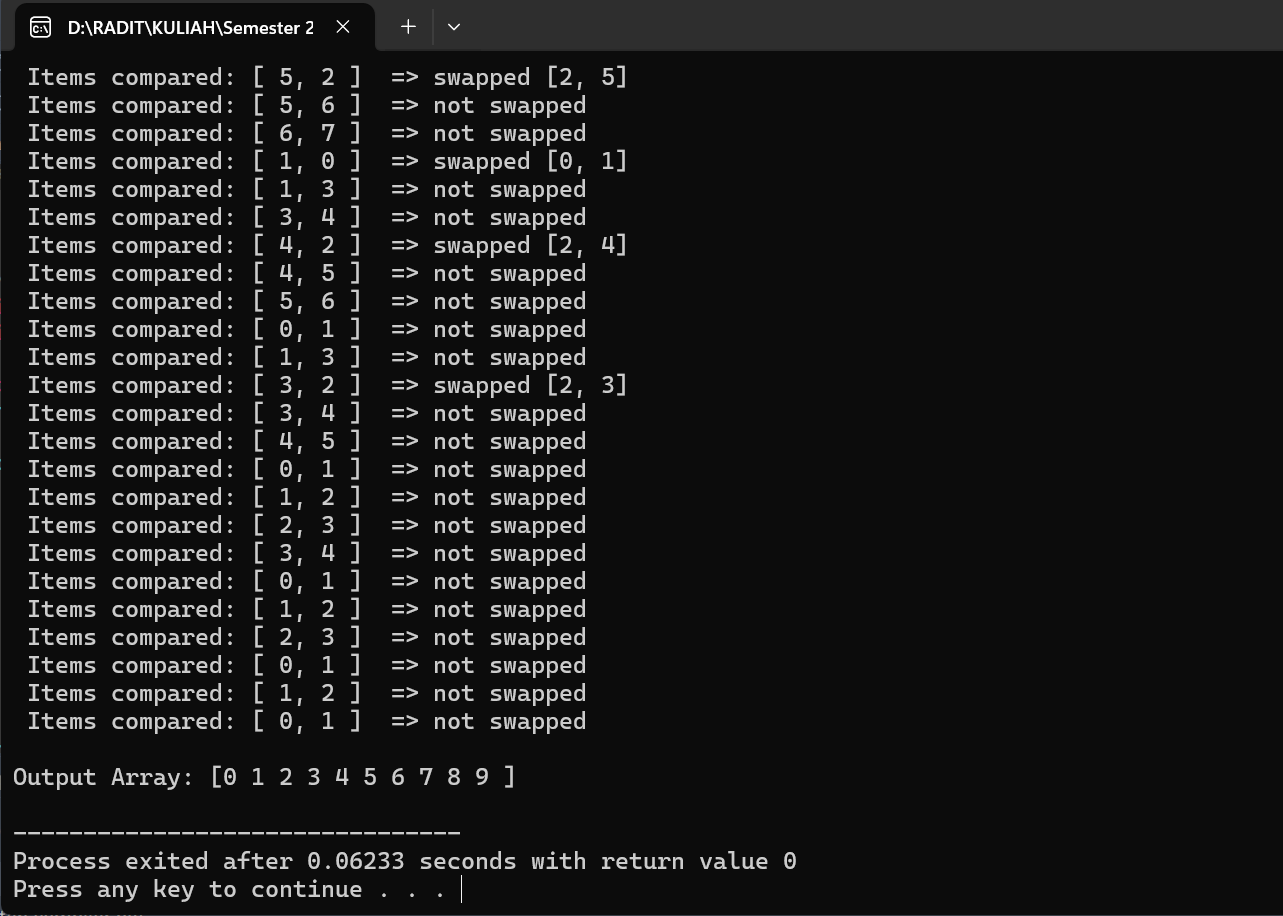 D:\RADIT\KULIAH\Semester 2
Items compared: [ 5, 2 ]  => swapped [2, 5]
Items compared: [ 5, 6 ]  => not swapped
Items compared: [ 6, 7 ]  => not swapped
Items compared: [ 1, 0 ]  => swapped [0, 1]
Items compared: [ 1, 3 ]  => not swapped
Items compared: [ 3, 4 ]  => not swapped
Items compared: [ 4, 2 ]  => swapped [2, 4]
Items compared: [ 4, 5 ]  => not swapped
Items compared: [ 5, 6 ]  => not swapped
Items compared: [ 0, 1 ]  => not swapped
Items compared: [ 1, 3 ]  => not swapped
Items compared: [ 3, 2 ]  => swapped [2, 3]
Items compared: [ 3, 4 ]  => not swapped
Items compared: [ 4, 5 ]  => not swapped
Items compared: [ 0, 1 ]  => not swapped
Items compared: [ 1, 2 ]  => not swapped
Items compared: [ 2, 3 ]  => not swapped
Items compared: [ 3, 4 ]  => not swapped
Items compared: [ 0, 1 ]  => not swapped
Items compared: [ 1, 2 ]  => not swapped
Items compared: [ 2, 3 ]  => not swapped
Items compared: [ 0, 1 ]  => not swapped
Items compared: [ 1, 2 ]  => not swapped
Items compared: [ 0, 1 ]  => not swapped
Output Array: [0 1 2 3 4 5 6 7 8 9 ]
--------------------------------
Process exited after 0.06233 seconds with return value 0
Press any key to continue . . .